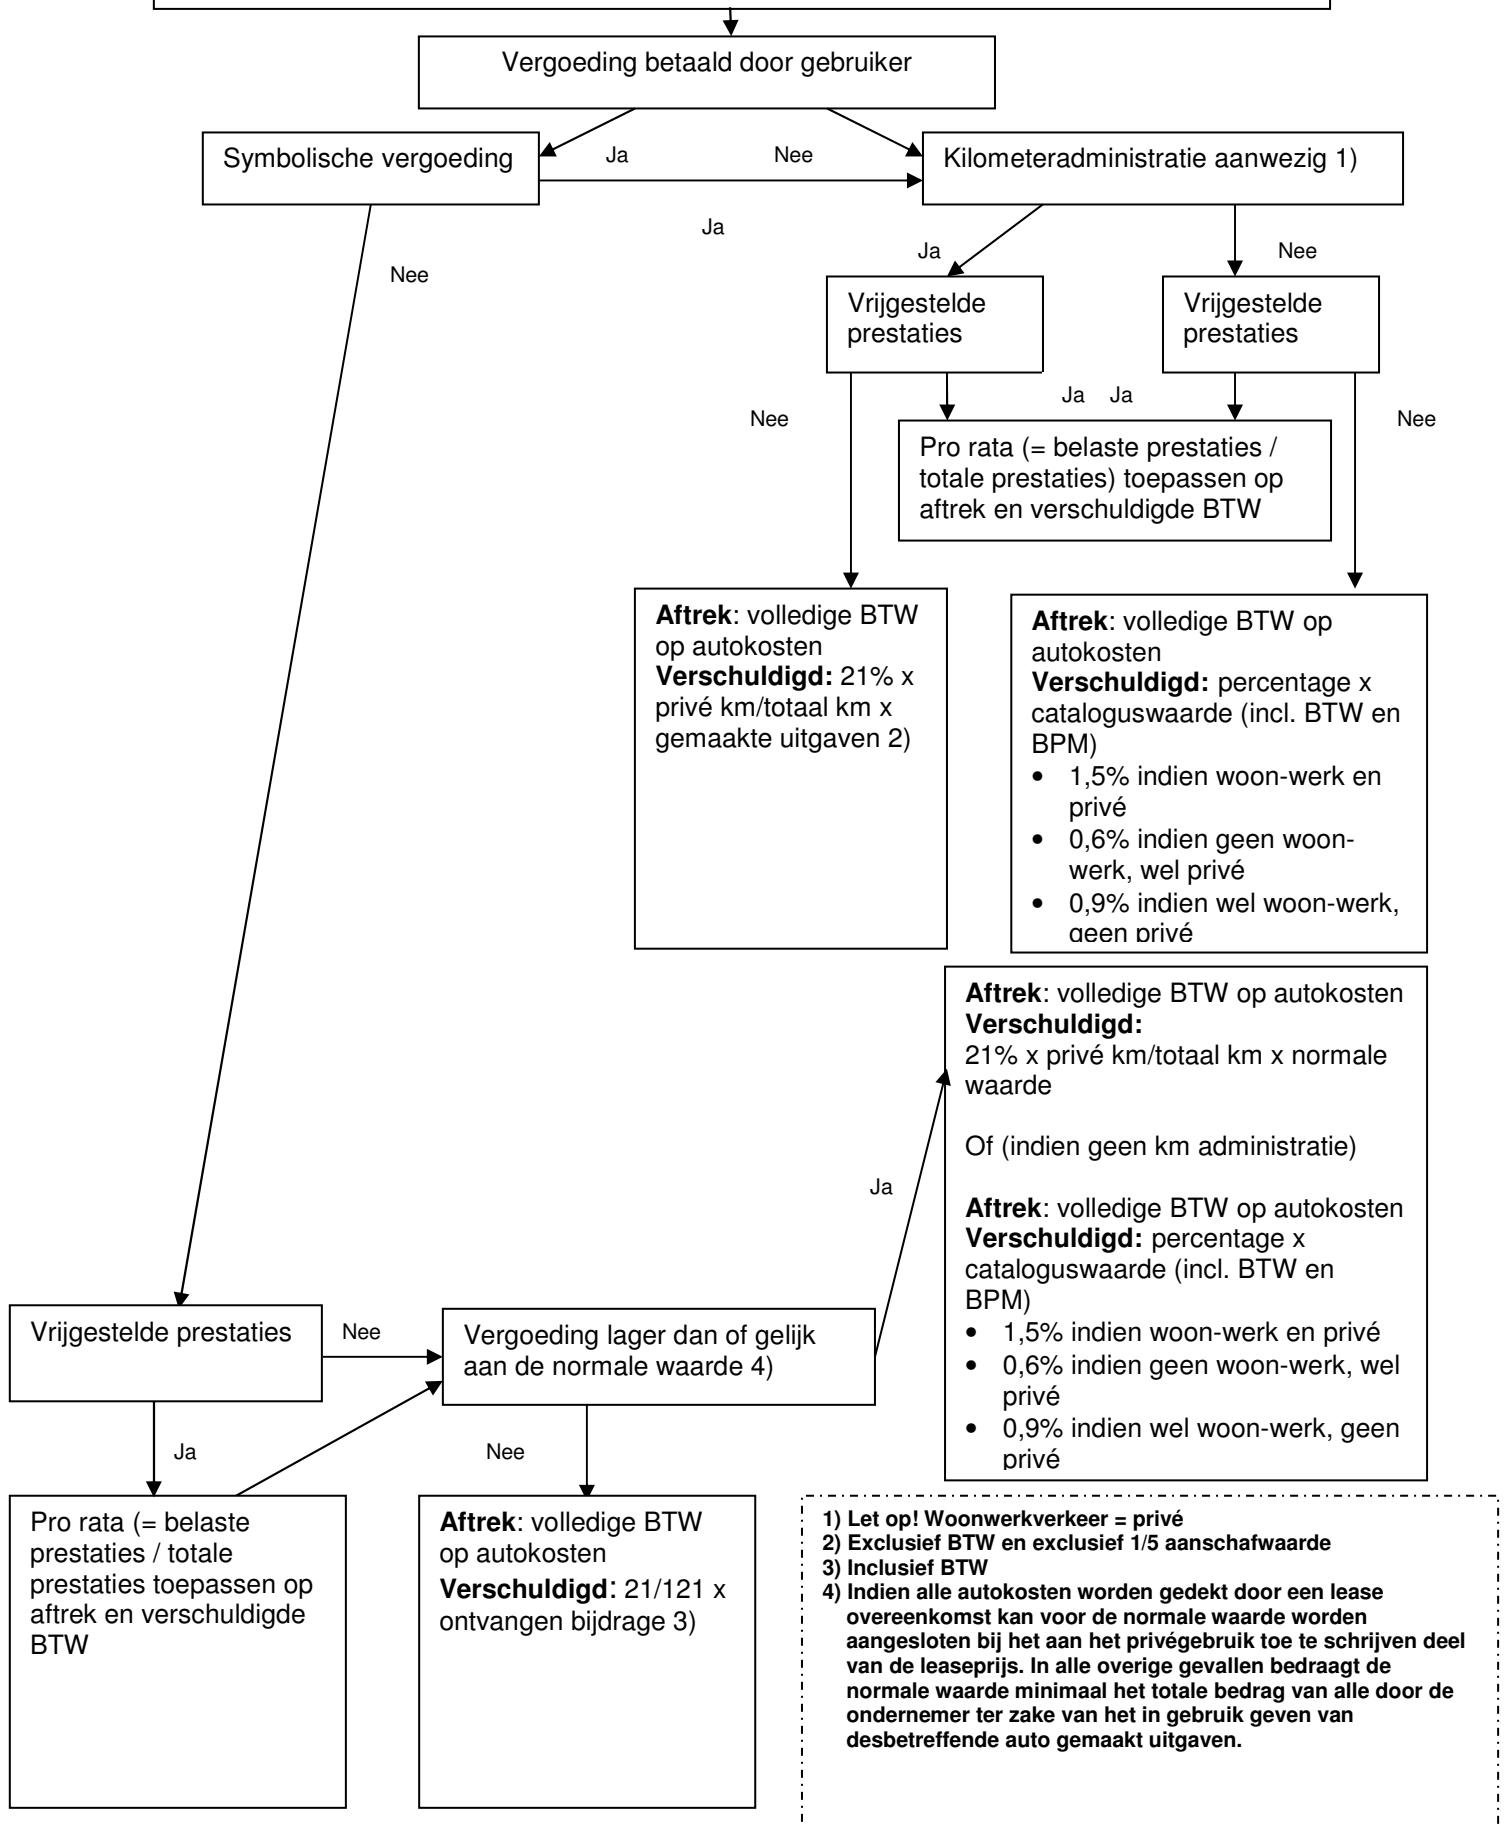 Vergoeding betaald door gebruiker
Symbolische vergoeding
Ja
Nee
Kilometeradministratie aanwezig 1)
Ja
Nee
Ja
Nee
Vrijgestelde
prestaties
Vrijgestelde
prestaties
Nee
Ja
Ja
Nee
Pro rata (= belaste prestaties /
totale prestaties) toepassen op
aftrek en verschuldigde BTW
Aftrek: volledige BTW
op autokosten
Verschuldigd: 21% x
privé km/totaal km x
gemaakte uitgaven 2)
Aftrek: volledige BTW op
autokosten
Verschuldigd: percentage x
cataloguswaarde (incl. BTW en
BPM)
• 1,5% indien woon-werk en
privé
• 0,6% indien geen woon-
werk, wel privé
• 0,9% indien wel woon-werk,
geen privé
Aftrek: volledige BTW op autokosten
Verschuldigd:
21% x privé km/totaal km x normale
waarde
Of (indien geen km administratie)
Aftrek: volledige BTW op autokosten
Verschuldigd: percentage x
cataloguswaarde (incl. BTW en
BPM)
• 1,5% indien woon-werk en privé
• 0,6% indien geen woon-werk, wel
privé
• 0,9% indien wel woon-werk, geen
privé
Ja
Vrijgestelde prestaties
Nee
Vergoeding lager dan of gelijk
aan de normale waarde 4)
Ja
Nee
Pro rata (= belaste
prestaties / totale
prestaties toepassen op
aftrek en verschuldigde
BTW
Aftrek: volledige BTW
op autokosten
Verschuldigd: 21/121 x
ontvangen bijdrage 3)
1) Let op! Woonwerkverkeer = privé
2) Exclusief BTW en exclusief 1/5 aanschafwaarde
3) Inclusief BTW
4) Indien alle autokosten worden gedekt door een lease
overeenkomst kan voor de normale waarde worden
aangesloten bij het aan het privégebruik toe te schrijven deel
van de leaseprijs. In alle overige gevallen bedraagt de
normale waarde minimaal het totale bedrag van alle door de
ondernemer ter zake van het in gebruik geven van
desbetreffende auto gemaakt uitgaven.